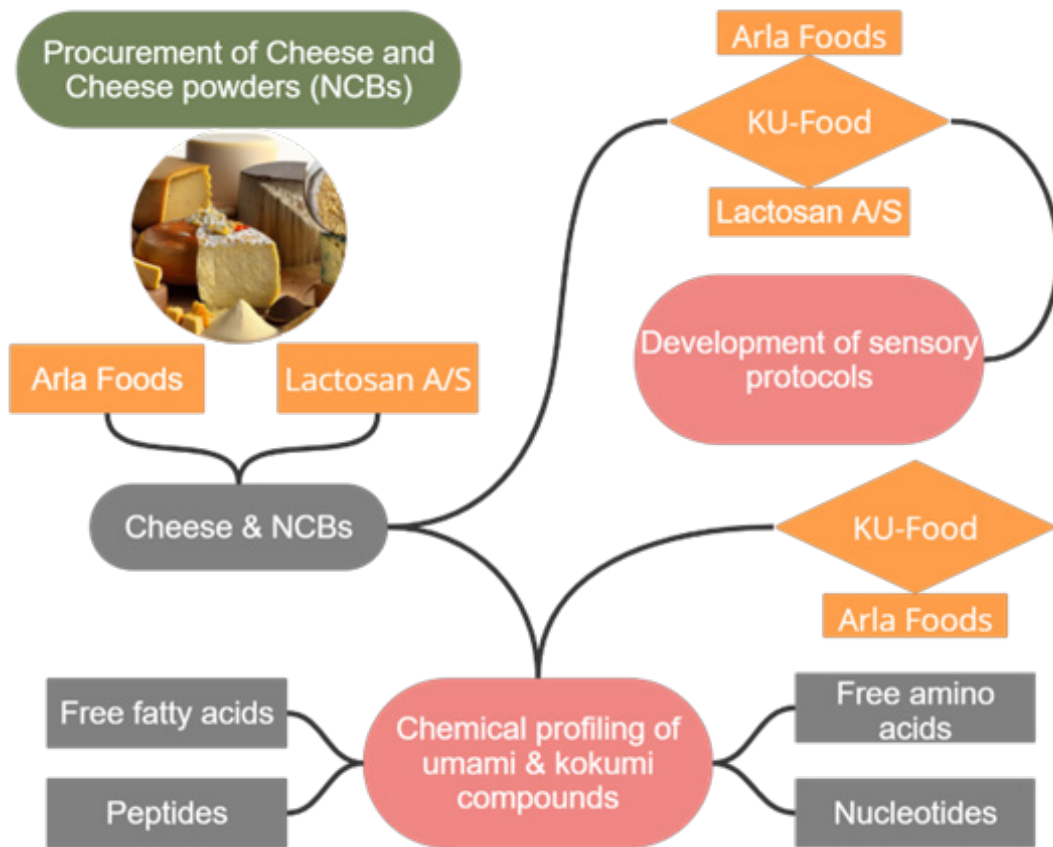 Procurement of Cheese and
Cheese powders (NCBs)
Arla Foods
Lactosan A/S
Cheese & NCBs
Arla Foods
KU-Food
Lactosan A/S
Development of sensory
protocols
KU-Food
Arla Foods
Free fatty acids
Peptides
Chemical profiling of
umami & kokumi
compounds
Free amino
acids
Nucleotides